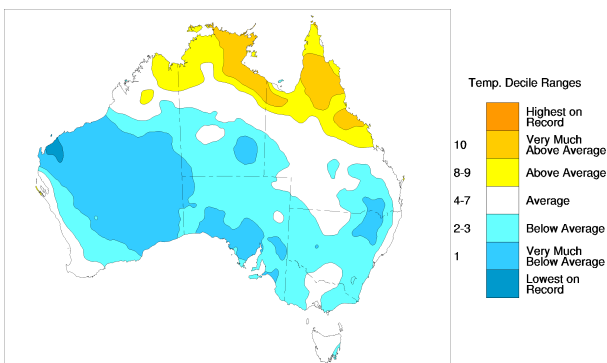 Temp. Decile Ranges
Highest on
Record
10
Very Much
Above Average
8-9
Above Average
4-7
Average
2-3
Below Average
1
Very Much
Below Average
Lowest on
Record